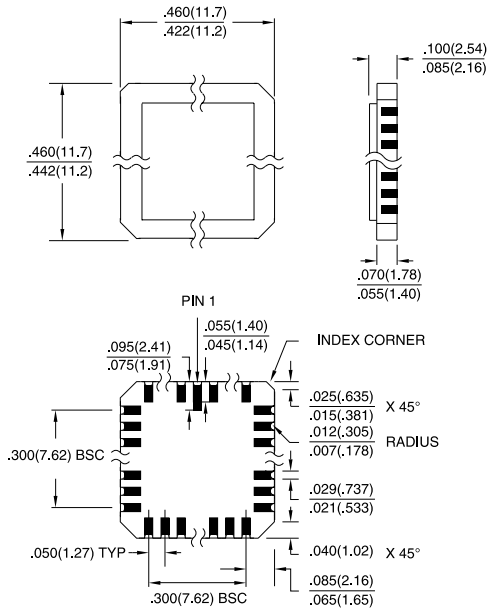 .460(11.7)
.422(11.2)
.100(2.54)
.085(2.16)
.460(11.7)
.442(11.2)
.070(1.78)
.055(1.40)
PIN 1
.055(1.40)
.045(1.14)
INDEX CORNER
.095(2.41)
.075(1.91)
.025(.635)
.015(.381)
X 45°
.012(.305)
.007(.178)
RADIUS
.300(7.62) BSC
.029(.737)
.021(.533)
.050(1.27) TYP
.040(1.02) X 45°
.085(2.16)
.065(1.65)
.300(7.62) BSC